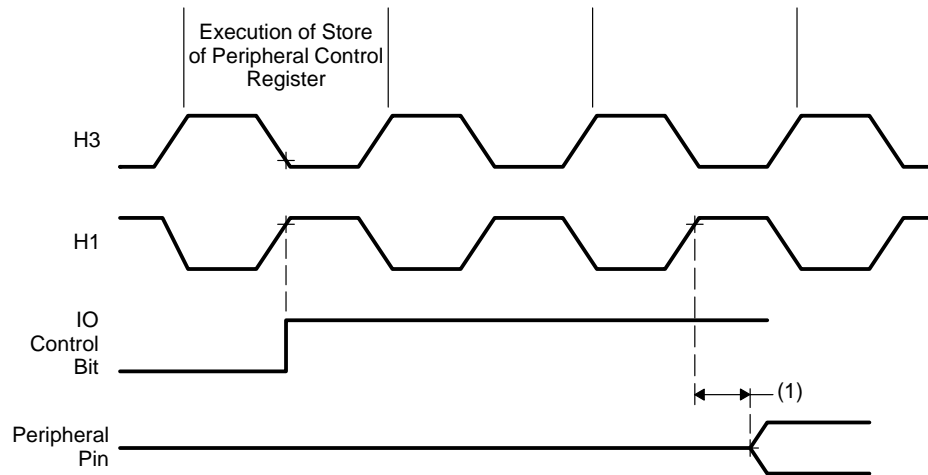 Execution of Store
of Peripheral Control
Register
H3
H1
IO
Control
Bit
(1)
Peripheral
Pin